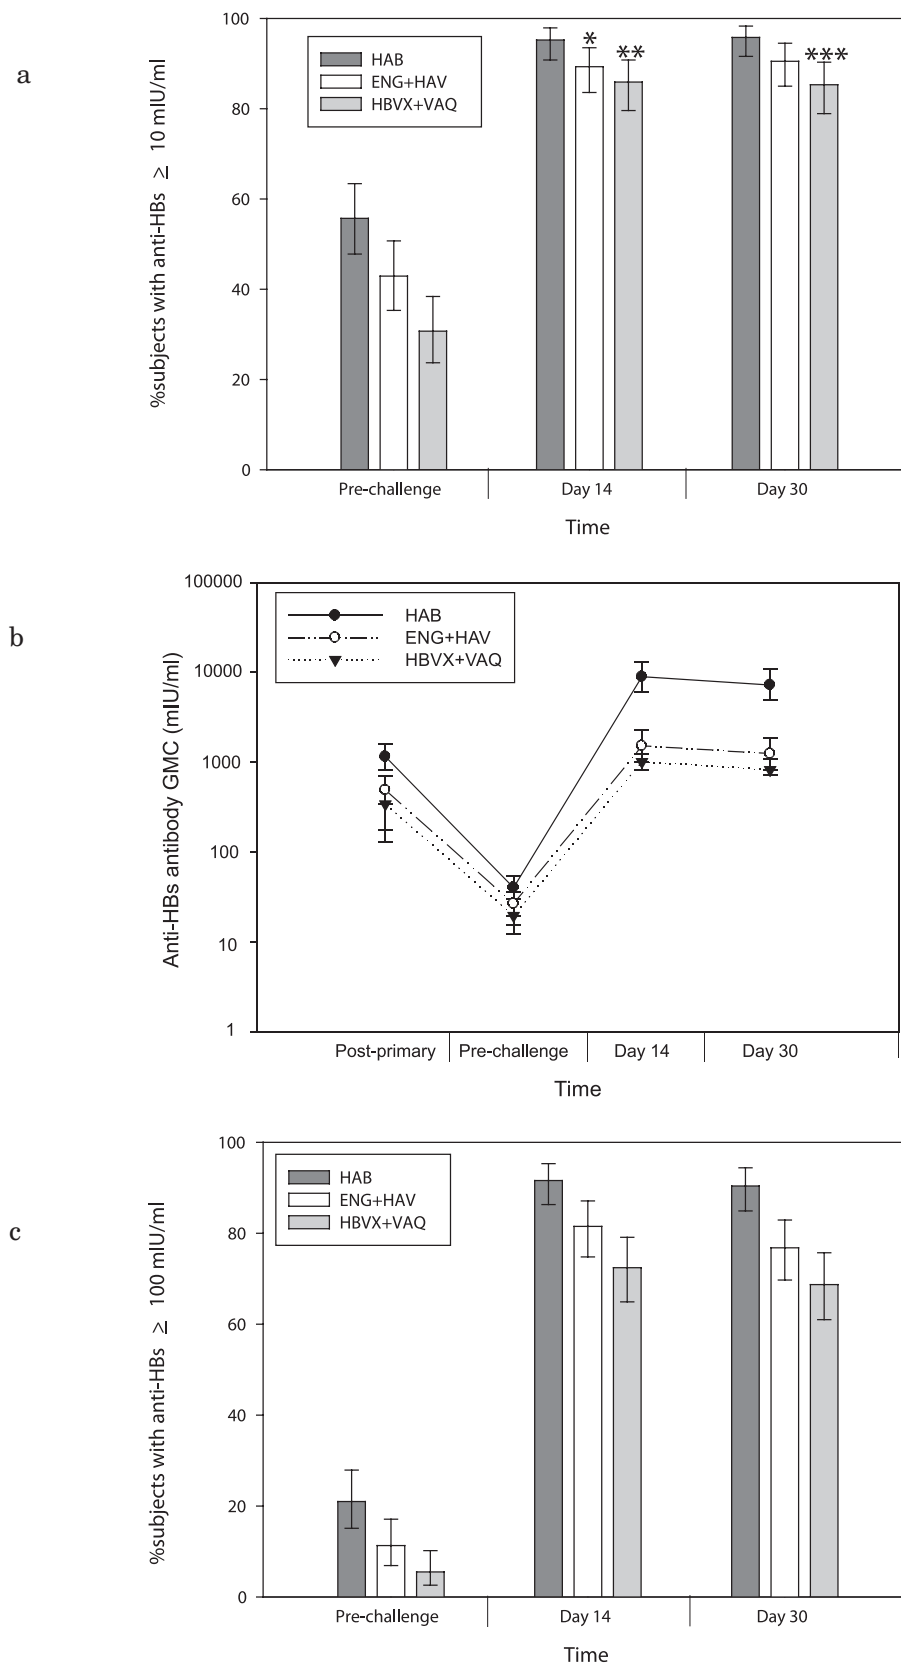 a
%subjects with anti-HBs ≥ 10 mIU/ml
100
80
60
40
20
0
HAB
ENG+HAV
HBVX+VAQ
*
**
***
Pre-challenge
Day 14
Day 30
Time
b
Anti-HBs antibody GMC (mIU/ml)
100000
10000
1000
100
10
1
HAB
ENG+HAV
HBVX+VAQ
Post-primary
Pre-challenge
Day 14
Day 30
Time
c
%subjects with anti-HBs ≥ 100 mIU/ml
100
80
60
40
20
0
HAB
ENG+HAV
HBVX+VAQ
Pre-challenge
Day 14
Day 30
Time